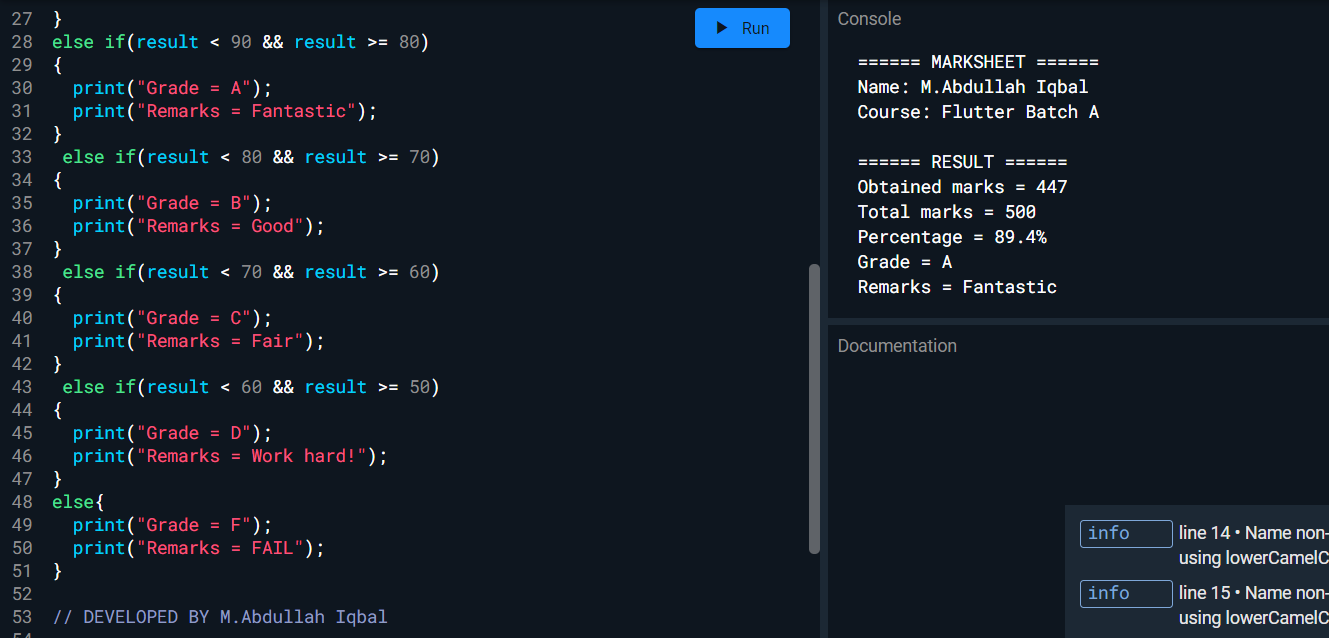 27 }
28 else if(result < 90 && result >= 80)
29 {
30 print("Grade = A");
31 print("Remarks = Fantastic");
32 }
33 else if(result < 80 && result >= 70)
34 {
35 print("Grade = B");
36 print("Remarks = Good");
37 }
38 else if(result < 70 && result >= 60)
39 {
40 print("Grade = C");
41 print("Remarks = Fair");
42 }
43 else if(result < 60 && result >= 50)
44 {
45 print("Grade = D");
46 print("Remarks = Work hard!");
47 }
48 else{
49 print("Grade = F");
50 print("Remarks = FAIL");
51 }
52
53 // DEVELOPED BY M.Abdullah Iqbal
Run
Console
====== MARKSHEET ======
Name: M.Abdullah Iqbal
Course: Flutter Batch A
====== RESULT ======
Obtained marks = 447
Total marks = 500
Percentage = 89.4%
Grade = A
Remarks = Fantastic
Documentation
info line 14 • Name non-
using lowerCamelC
info line 15 • Name non-
using lowerCamelC